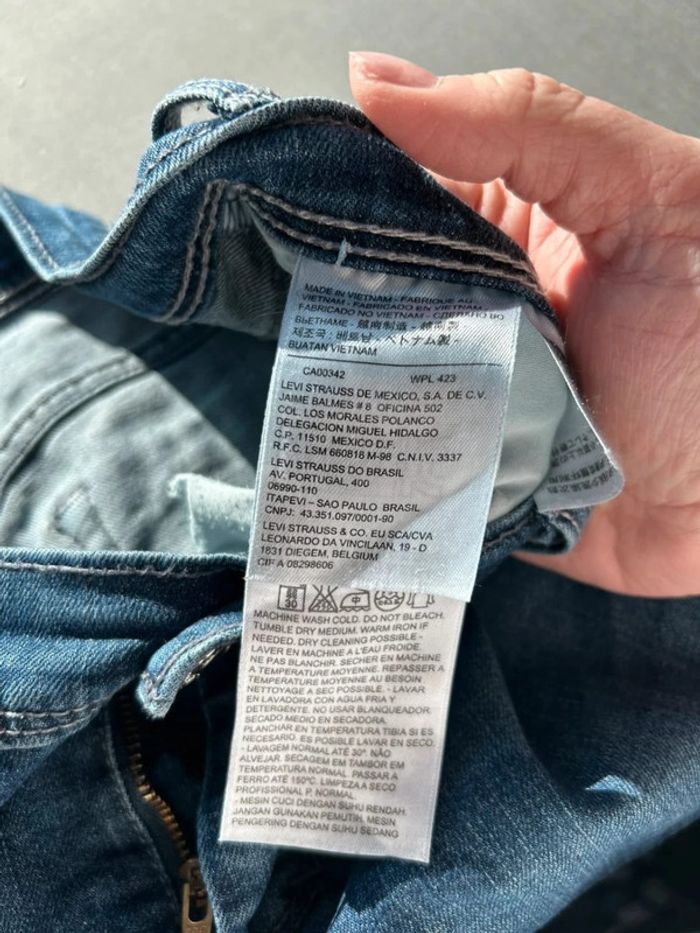 MADE IN VIETNAM - FABRIQUE AU
VIETNAM - FABRICADO EN VIETNAM -
FABRICADO NO VIETNAM - СДЕЛАНО ВО
ВЬЕТНАМЕ - 越南制造 - 越南製
제조국 : 베트남 - ベトナム製 -
BUATAN VIETNAM
CA00342 WPL 423
LEVI STRAUSS DE MEXICO, S.A. DE C.V.
JAIME BALMES # 8 OFICINA 502
COL. LOS MORALES POLANCO
DELEGACION MIGUEL HIDALGO
C.P. 11510 MEXICO D.F.
R.F.C. LSM 660818 M-98 C.N.I.V. 3337
LEVI STRAUSS DO BRASIL
AV. PORTUGAL, 400
06990-110
ITAPEVI - SAO PAULO BRASIL
CNPJ: 43.351.097/0001-90
LEVI STRAUSS & CO. EU SCA/CVA
LEONARDO DA VINCILAAN, 19 - D
1831 DIEGEM, BELGIUM
CIF A 08298606
30 中
MACHINE WASH COLD. DO NOT BLEACH.
TUMBLE DRY MEDIUM. WARM IRON IF
NEEDED. DRY CLEANING POSSIBLE -
LAVER EN MACHINE A L'EAU FROIDE.
NE PAS BLANCHIR. SECHER EN MACHINE
A TEMPERATURE MOYENNE. REPASSER A
TEMPERATURE MOYENNE AU BESOIN
NETTOYAGE A SEC POSSIBLE. - LAVAR
EN LAVADORA CON AGUA FRIA Y
DETERGENTE. NO USAR BLANQUEADOR.
SECADO MEDIO EN SECADORA.
PLANCHAR EN TEMPERATURA TIBIA SI ES
NECESARIO. ES POSIBLE LAVAR EN SECO.
- LAVAGEM NORMAL ATÉ 30°. NÃO
ALVEJAR. SECAGEM EM TAMBOR EM
TEMPERATURA NORMAL. PASSAR A
FERRO ATÉ 150°C. LIMPEZA A SECO
PROFISSIONAL P, NORMAL.
- MESIN CUCI DENGAN SUHU RENDAH.
JANGAN GUNAKAN PEMUTIH. MESIN
PENGERING DENGAN SUHU SEDANG